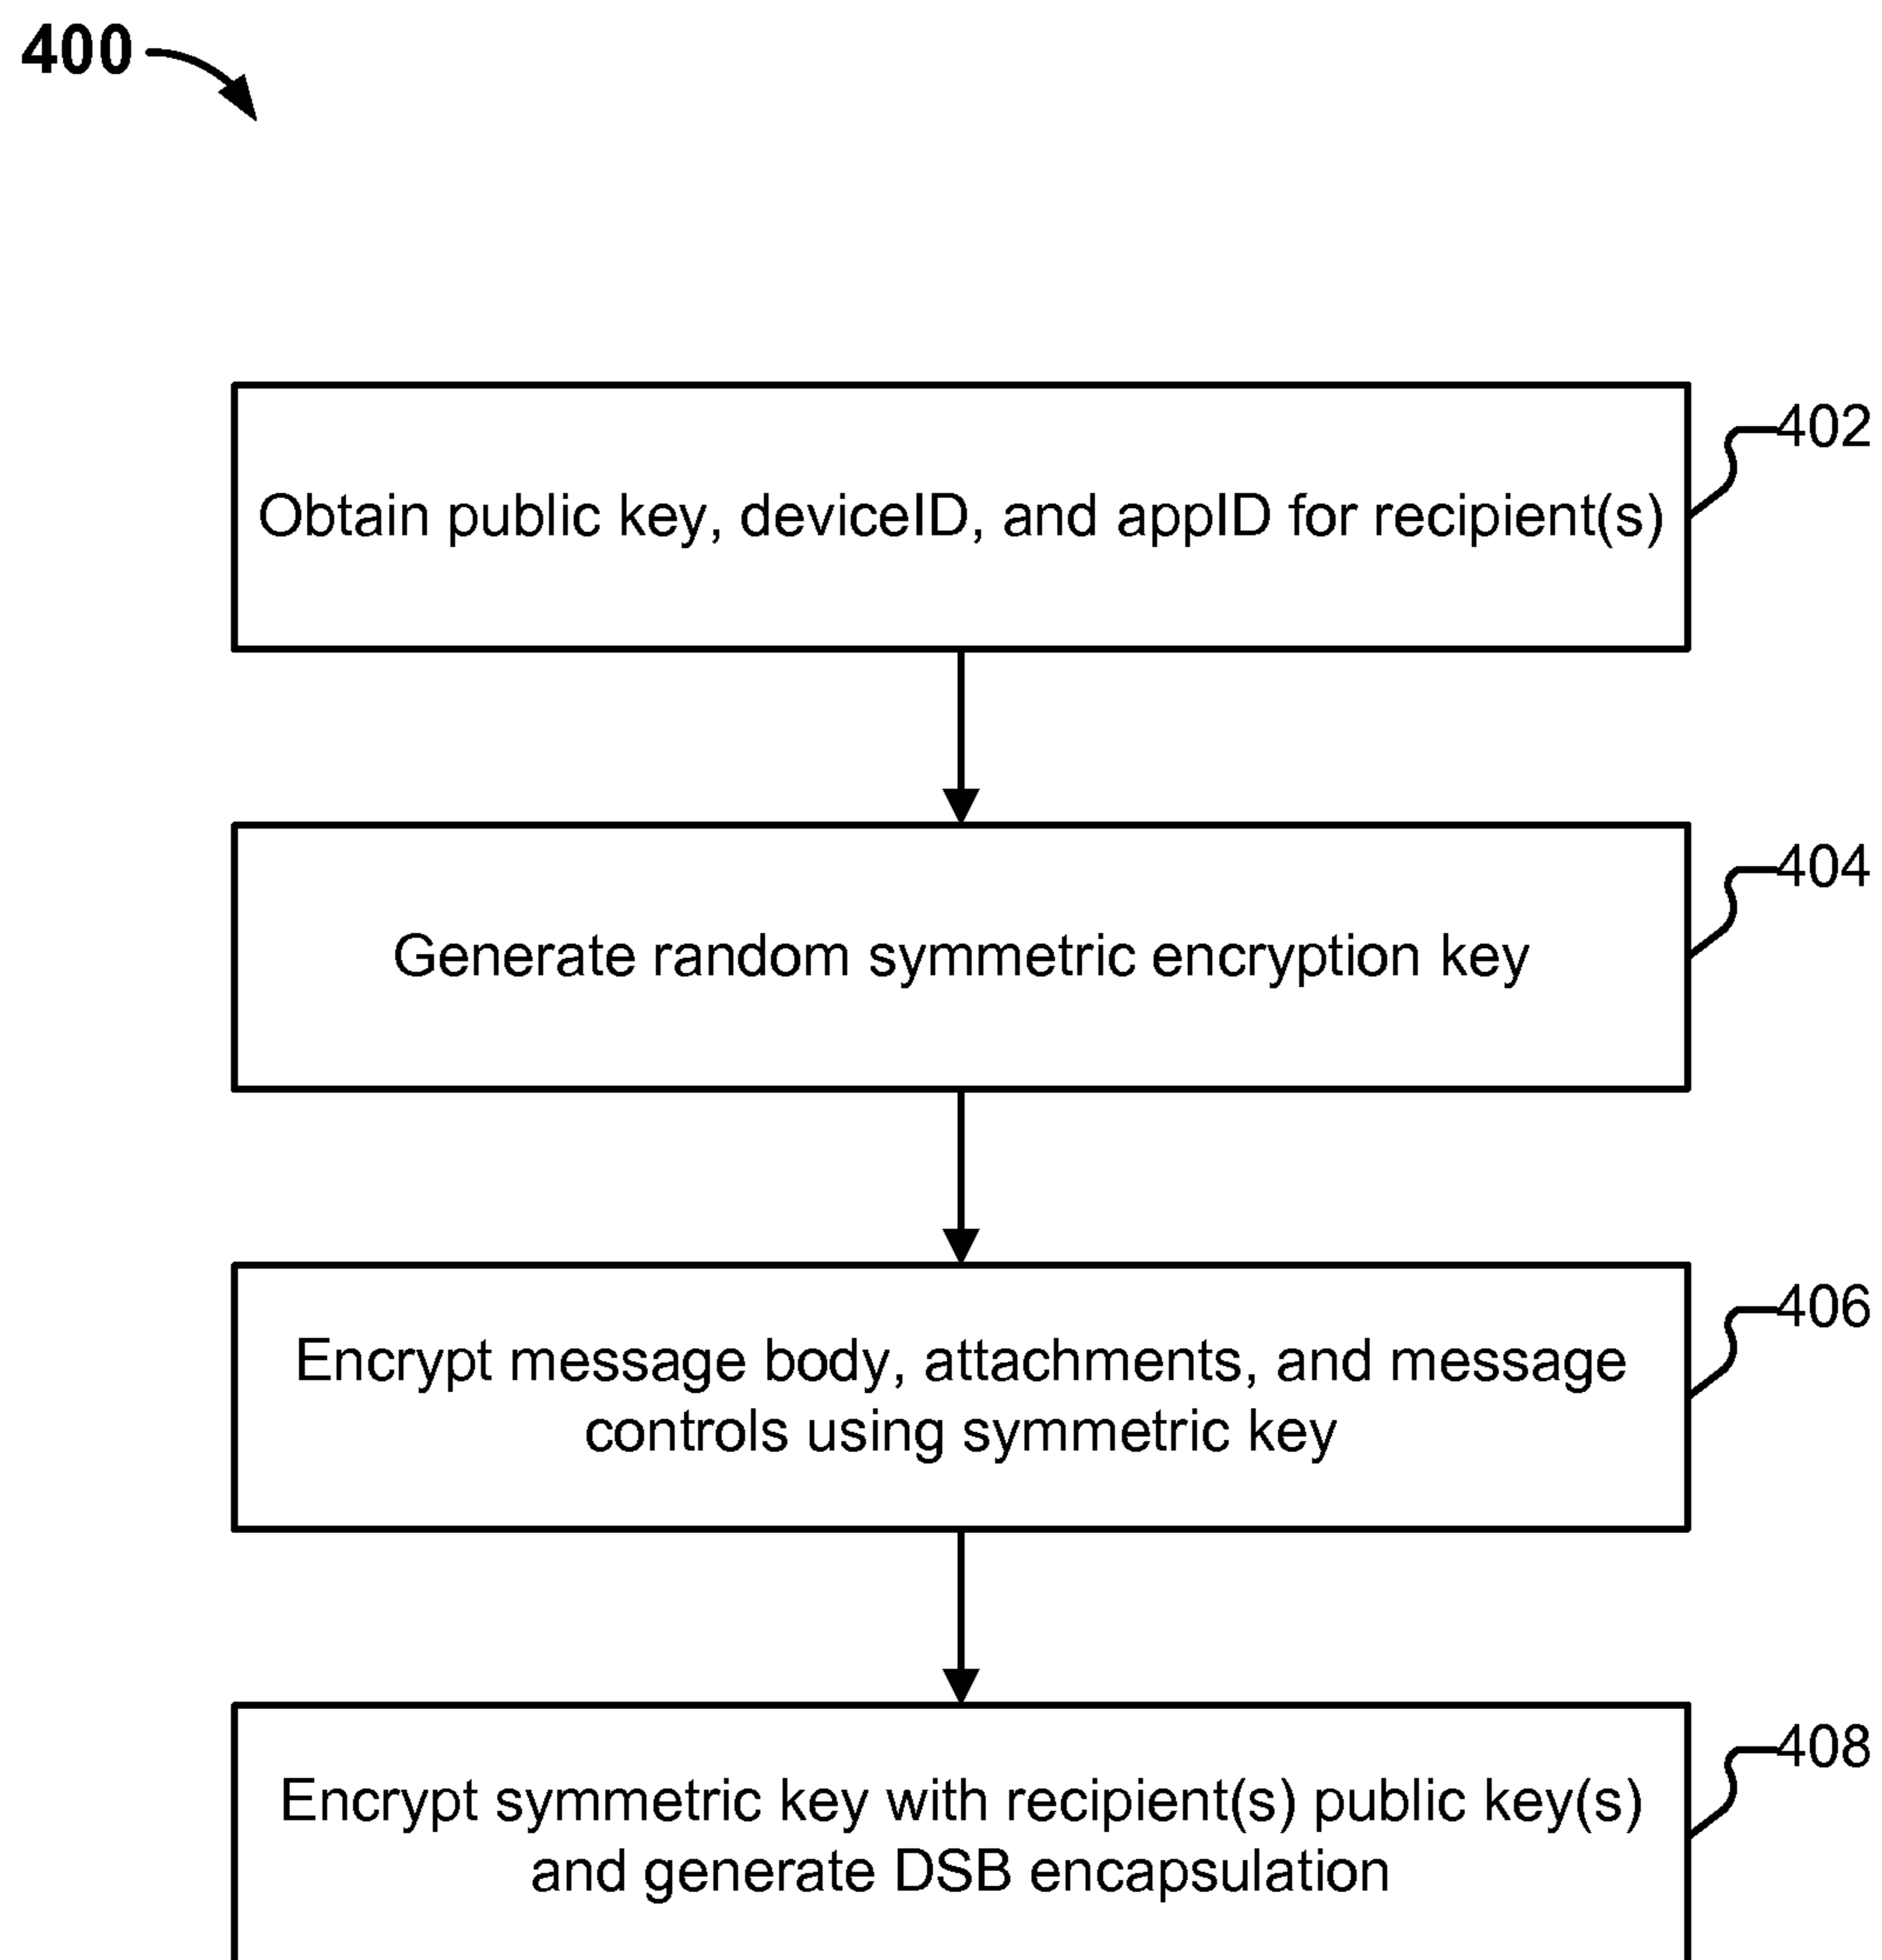 400
402
Obtain public key, deviceID, and appID for recipient(s)
404
Generate random symmetric encryption key
406
Encrypt message body, attachments, and message
controls using symmetric key
408
Encrypt symmetric key with recipient(s) public key(s)
and generate DSB encapsulation